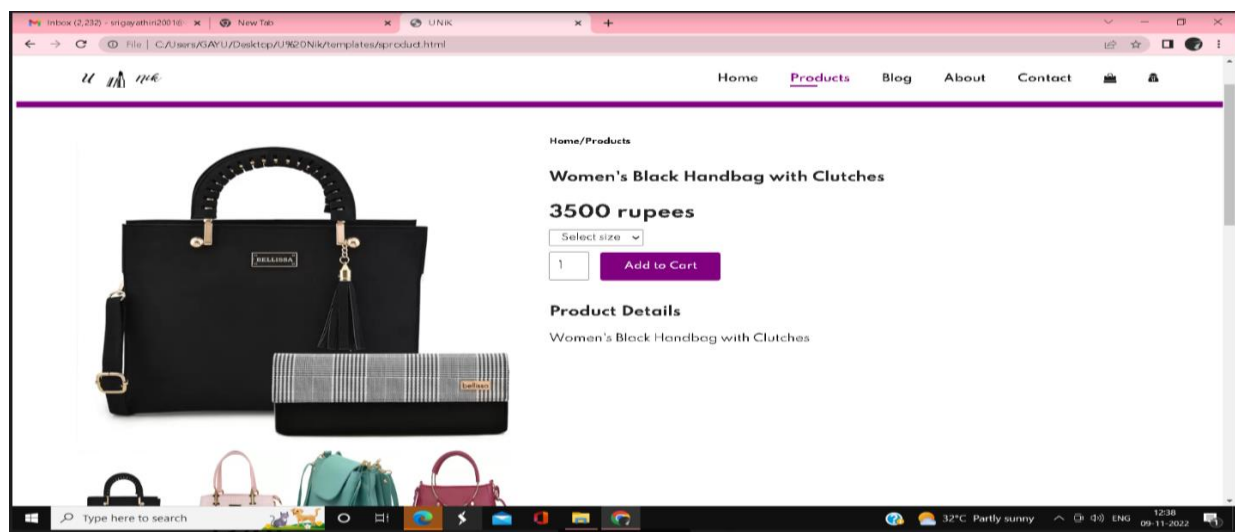 Inbox (2,232) - srigayathiri2001@
New Tab
UNIK
File | C:/Users/GAYU/Desktop/U%20Nik/templates/sproduct.html
U nik
Home Products Blog About Contact
Home/Products
Women's Black Handbag with Clutches
3500 rupees
Select size
1 Add to Cart
Product Details
Women's Black Handbag with Clutches
BELLISSA
bellissa
Type here to search
32°C Partly sunny
ENG
12:38
09-11-2022